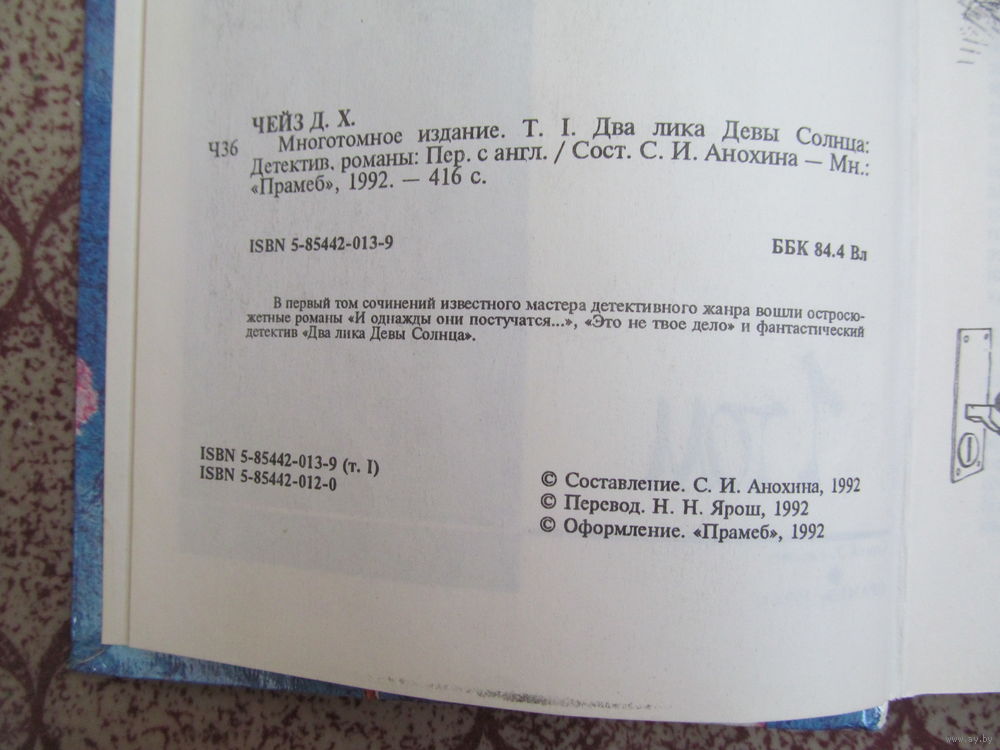 ЧЕЙЗ Д. Х.
Ч36 Многотомное издание. Т. I. Два лика Девы Солнца:
Детектив. романы: Пер. с англ. / Сост. С. И. Анохина — Мн.:
«Прамеб», 1992. — 416 с.
ISBN 5-85442-013-9 ББК 84.4 Вл
В первый том сочинений известного мастера детективного жанра вошли остросю-
жетные романы «И однажды они постучатся...», «Это не твое дело» и фантастический
детектив «Два лика Девы Солнца».
ISBN 5-85442-013-9 (т. I)
ISBN 5-85442-012-0
© Составление. С. И. Анохина, 1992
© Перевод. Н. Н. Ярош, 1992
© Оформление. «Прамеб», 1992
www.ay.by